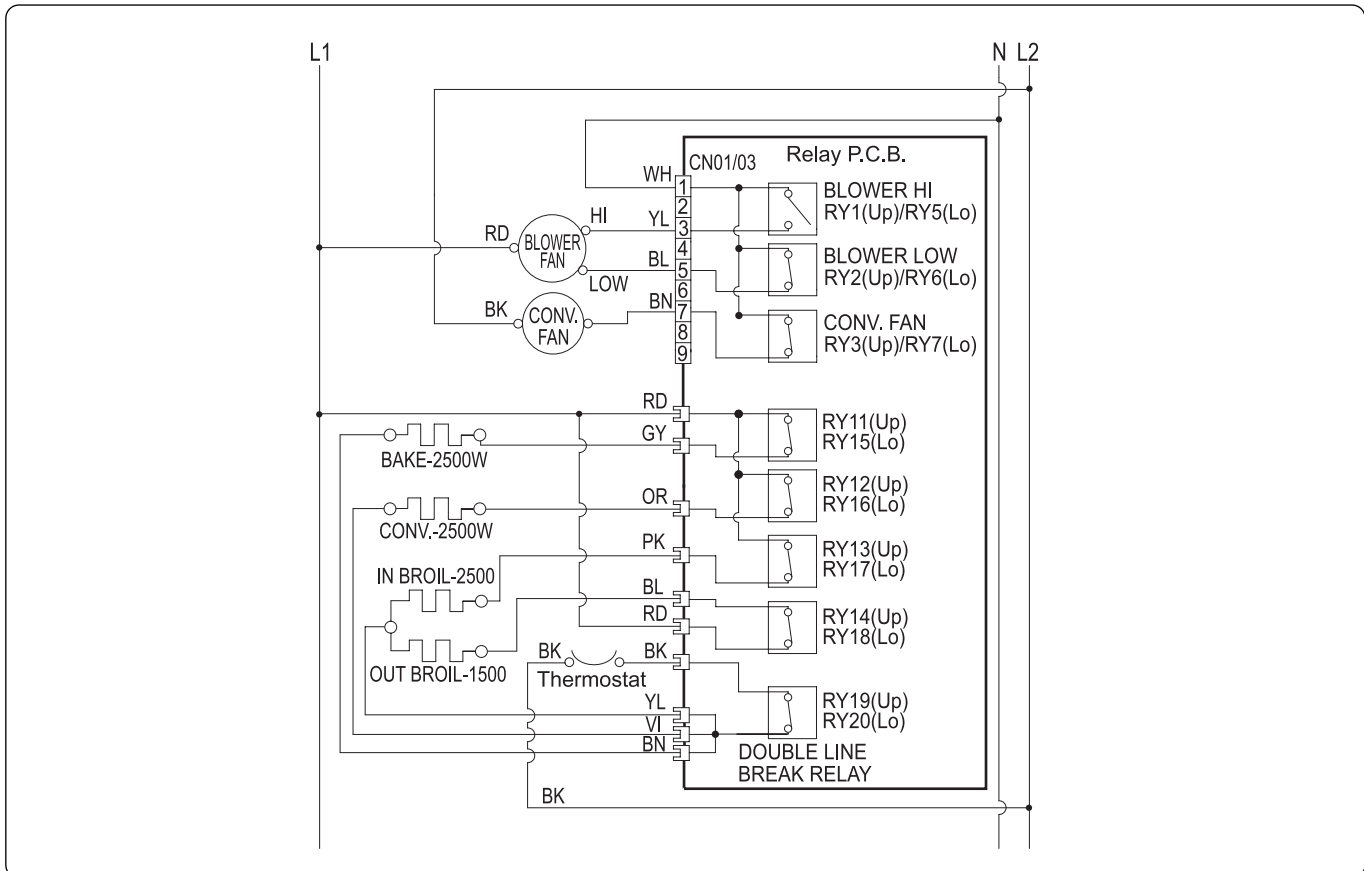 L1
N L2
Relay P.C.B.
CN01/03
WH
1
2
3
4
5
6
7
8
9
BLOWER HI
RY1(Up)/RY5(Lo)
HI
YL
RD
BLOWER
FAN
BL
LOW
BLOWER LOW
RY2(Up)/RY6(Lo)
BK
CONV.
FAN
BN
CONV. FAN
RY3(Up)/RY7(Lo)
RD
GY
BAKE-2500W
RY11(Up)
RY15(Lo)
OR
CONV.-2500W
RY12(Up)
RY16(Lo)
PK
IN BROIL-2500
RY13(Up)
RY17(Lo)
BL
RD
OUT BROIL-1500
RY14(Up)
RY18(Lo)
BK
BK
Thermostat
YL
VI
BN
RY19(Up)
RY20(Lo)
DOUBLE LINE
BREAK RELAY
BK